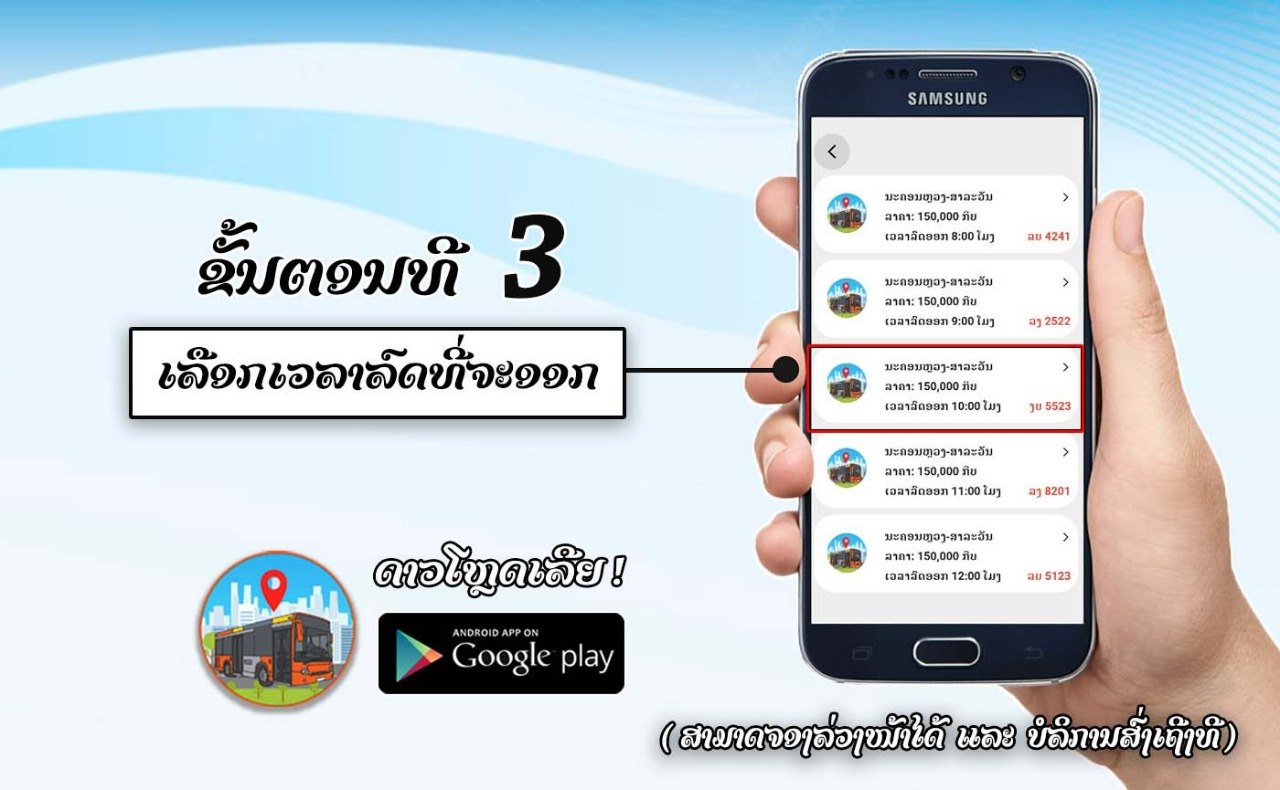 SAMSUNG
ຂັ້ນຕອນທີ 3
ເລືອກເວລາລົດທີ່ຈະອອກ
ນະຄອນຫຼວງ-ສາລະວັນ
ລາຄາ: 150,000 ກີບ
ເວລາລົດອອກ 8:00 ໂມງ ລບ 4241
ນະຄອນຫຼວງ-ສາລະວັນ
ລາຄາ: 150,000 ກີບ
ເວລາລົດອອກ 9:00 ໂມງ ລງ 2522
ນະຄອນຫຼວງ-ສາລະວັນ
ລາຄາ: 150,000 ກີບ
ເວລາລົດອອກ 10:00 ໂມງ ງບ 5523
ນະຄອນຫຼວງ-ສາລະວັນ
ລາຄາ: 150,000 ກີບ
ເວລາລົດອອກ 11:00 ໂມງ ລງ 8201
ນະຄອນຫຼວງ-ສາລະວັນ
ລາຄາ: 150,000 ກີບ
ເວລາລົດອອກ 12:00 ໂມງ ລບ 5123
ດາວໂຫຼດເລີຍ !
ANDROID APP ON
Google play
( ສາມາດຈອງລ່ວງໜ້າໄດ້ ແລະ ບໍລິການສົ່ງເຖິງທີ່ )